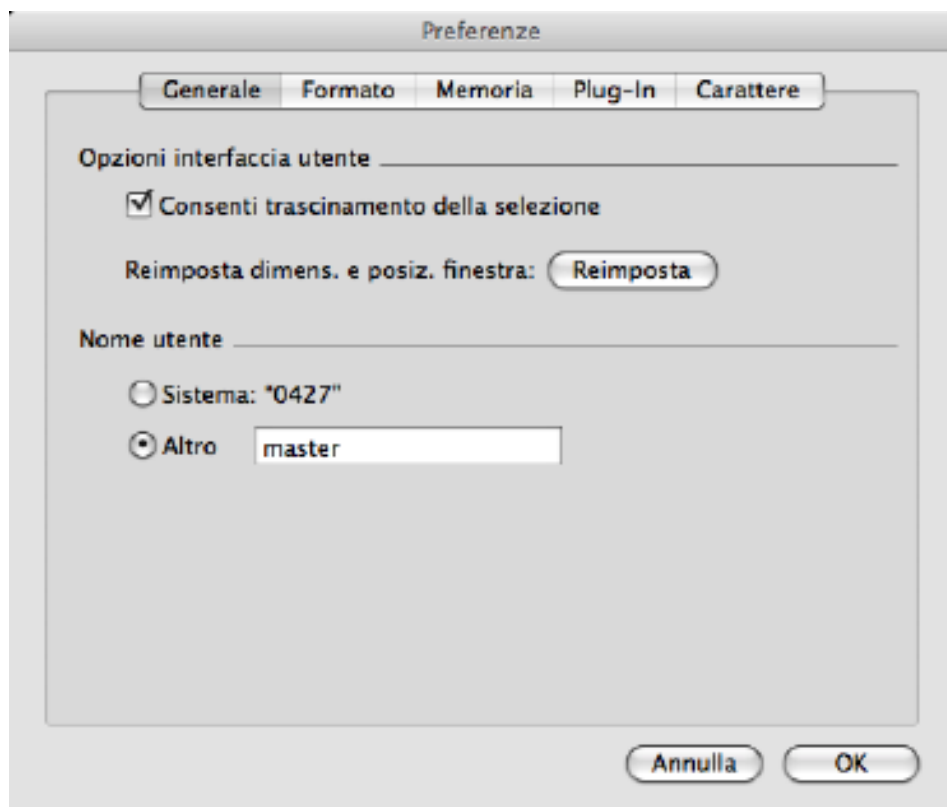 Preferenze
Generale Formato Memoria Plug-In Carattere
Opzioni interfaccia utente
Consenti trascinamento della selezione
Reimposta dimens. e posiz. finestra: Reimposta
Nome utente
Sistema: "0427"
Altro master
Annulla OK